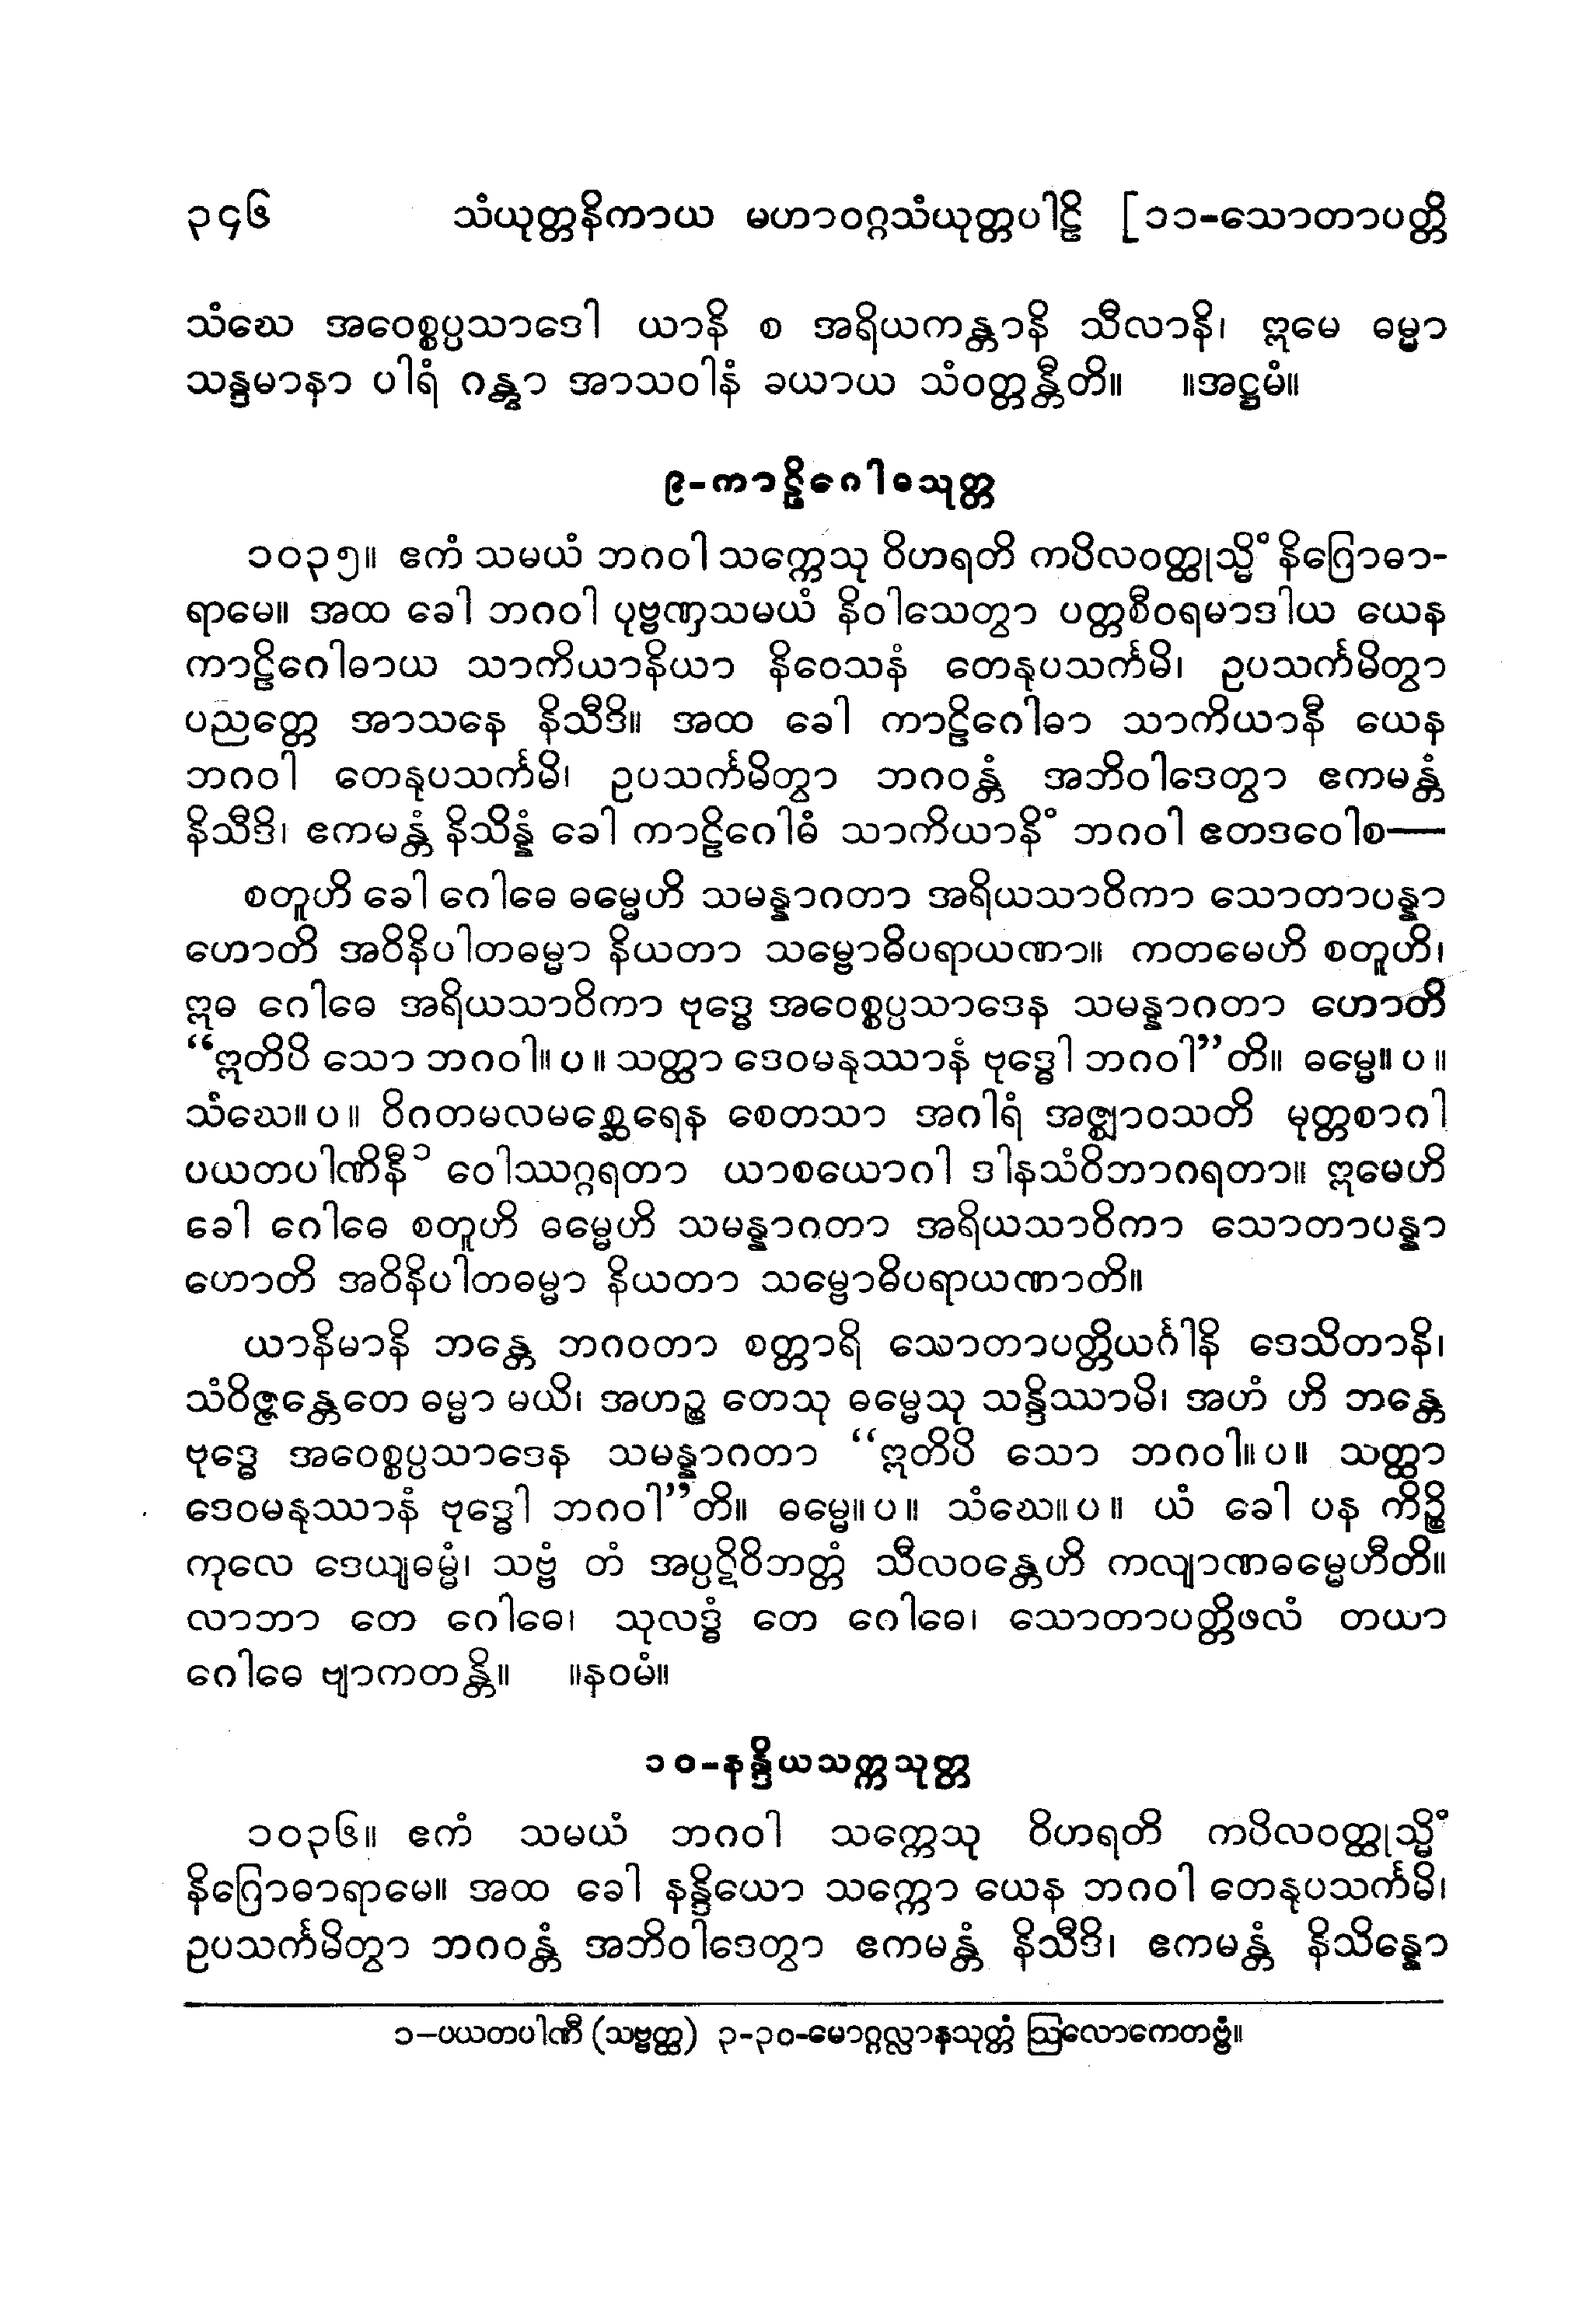 ၃၄၆ သံယုတ္တနိကာယ မဟာဝဂ္ဂသံယုတ္တပါဠိ [၁၁-သောတာပတ္တိ
သံဃေ အဝေစ္စပ္ပသာဒေါ ယာနိ စ အရိယကန္တာနိ သီလာနိ၊ ဣမေ ဓမ္မာ
သန္ဒမာနာ ပါရံ ဂန္တွာ အာသဝါနံ ခယာယ သံဝတ္တန္တီတိ။ ။အဋ္ဌမံ။
၉-ကာဠိဂေါဓသုတ္တ
၁၀၃၅။ ဧကံ သမယံ ဘဂဝါ သက္ကေသု ဝိဟရတိ ကပိလဝတ္ထုသ္မိံ နိဂြောဓာ-
ရာမေ။ အထ ခေါ ဘဂဝါ ပုဗ္ဗဏှသမယံ နိဝါသေတွာ ပတ္တစီဝရမာဒါယ ယေန
ကာဠိဂေါဓာယ သာကိယာနိယာ နိဝေသနံ တေနုပသင်္ကမိ၊ ဥပသင်္ကမိတွာ
ပညတ္တေ အာသနေ နိသီဒိ။ အထ ခေါ ကာဠိဂေါဓာ သာကိယာနီ ယေန
ဘဂဝါ တေနုပသင်္ကမိ၊ ဥပသင်္ကမိတွာ ဘဂဝန္တံ အဘိဝါဒေတွာ ဧကမန္တံ
နိသီဒိ၊ ဧကမန္တံ နိသိန္နံ ခေါ ကာဠိဂေါဓံ သာကိယာနိံ ဘဂဝါ ဧတဒဝေါစ—
စတူဟိ ခေါ ဂေါဓေ ဓမ္မေဟိ သမန္နာဂတာ အရိယသာဝိကာ သောတာပန္နာ
ဟောတိ အဝိနိပါတဓမ္မာ နိယတာ သမ္ဗောဓိပရာယဏာ။ ကတမေဟိ စတူဟိ၊
ဣဓ ဂေါဓေ အရိယသာဝိကာ ဗုဒ္ဓေ အဝေစ္စပ္ပသာဒေန သမန္နာဂတာ ဟောတိ
“ဣတိပိ သော ဘဂဝါ။ ပ ။ သတ္ထာ ဒေဝမနုဿာနံ ဗုဒ္ဓေါ ဘဂဝါ”တိ။ ဓမ္မေ။ ပ ။
သံဃေ။ ပ ။ ဝိဂတမလမစ္ဆေရေန စေတသာ အဂါရံ အဇ္ဈာဝသတိ မုတ္တစာဂါ
ပယတပါဏိနီ၁ ဝေါဿဂ္ဂရတာ ယာစယောဂါ ဒါနသံဝိဘာဂရတာ။ ဣမေဟိ
ခေါ ဂေါဓေ စတူဟိ ဓမ္မေဟိ သမန္နာဂတာ အရိယသာဝိကာ သောတာပန္နာ
ဟောတိ အဝိနိပါတဓမ္မာ နိယတာ သမ္ဗောဓိပရာယဏာတိ။
ယာနိမာနိ ဘန္တေ ဘဂဝတာ စတ္တာရိ သောတာပတ္တိယင်္ဂါနိ ဒေသိတာနိ၊
သံဝိဇ္ဇန္တေတေ ဓမ္မာ မယိ၊ အဟဉ္စ တေသု ဓမ္မေသု သန္ဒိဿာမိ၊ အဟံ ဟိ ဘန္တေ
ဗုဒ္ဓေ အဝေစ္စပ္ပသာဒေန သမန္နာဂတာ “ဣတိပိ သော ဘဂဝါ။ ပ။ သတ္ထာ
ဒေဝမနုဿာနံ ဗုဒ္ဓေါ ဘဂဝါ”တိ။ ဓမ္မေ။ ပ ။ သံဃေ။ ပ ။ ယံ ခေါ ပန ကိဉ္စိ
ကုလေ ဒေယျဓမ္မံ၊ သဗ္ဗံ တံ အပ္ပဋိဝိဘတ္တံ သီလဝန္တေဟိ ကလျာဏဓမ္မေဟီတိ။
လာဘာ တေ ဂေါဓေ၊ သုလဒ္ဓံ တေ ဂေါဓေ၊ သောတာပတ္တိဖလံ တယာ
ဂေါဓေ ဗျာကတန္တိ။ ။နဝမံ။
၁၀-နန္ဒိယသက္ကသုတ္တ
၁၀၃၆။ ဧကံ သမယံ ဘဂဝါ သက္ကေသု ဝိဟရတိ ကပိလဝတ္ထုသ္မိံ
နိဂြောဓာရာမေ။ အထ ခေါ နန္ဒိယော သက္ကော ယေန ဘဂဝါ တေနုပသင်္ကမိ၊
ဥပသင်္ကမိတွာ ဘဂဝန္တံ အဘိဝါဒေတွာ ဧကမန္တံ နိသီဒိ၊ ဧကမန္တံ နိသိန္နော
၁-ပယတပါဏီ (သဗ္ဗတ္ထ) ၃-၃၀-မောဂ္ဂလ္လာနသုတ္တံ ဩလောကေတဗ္ဗံ။